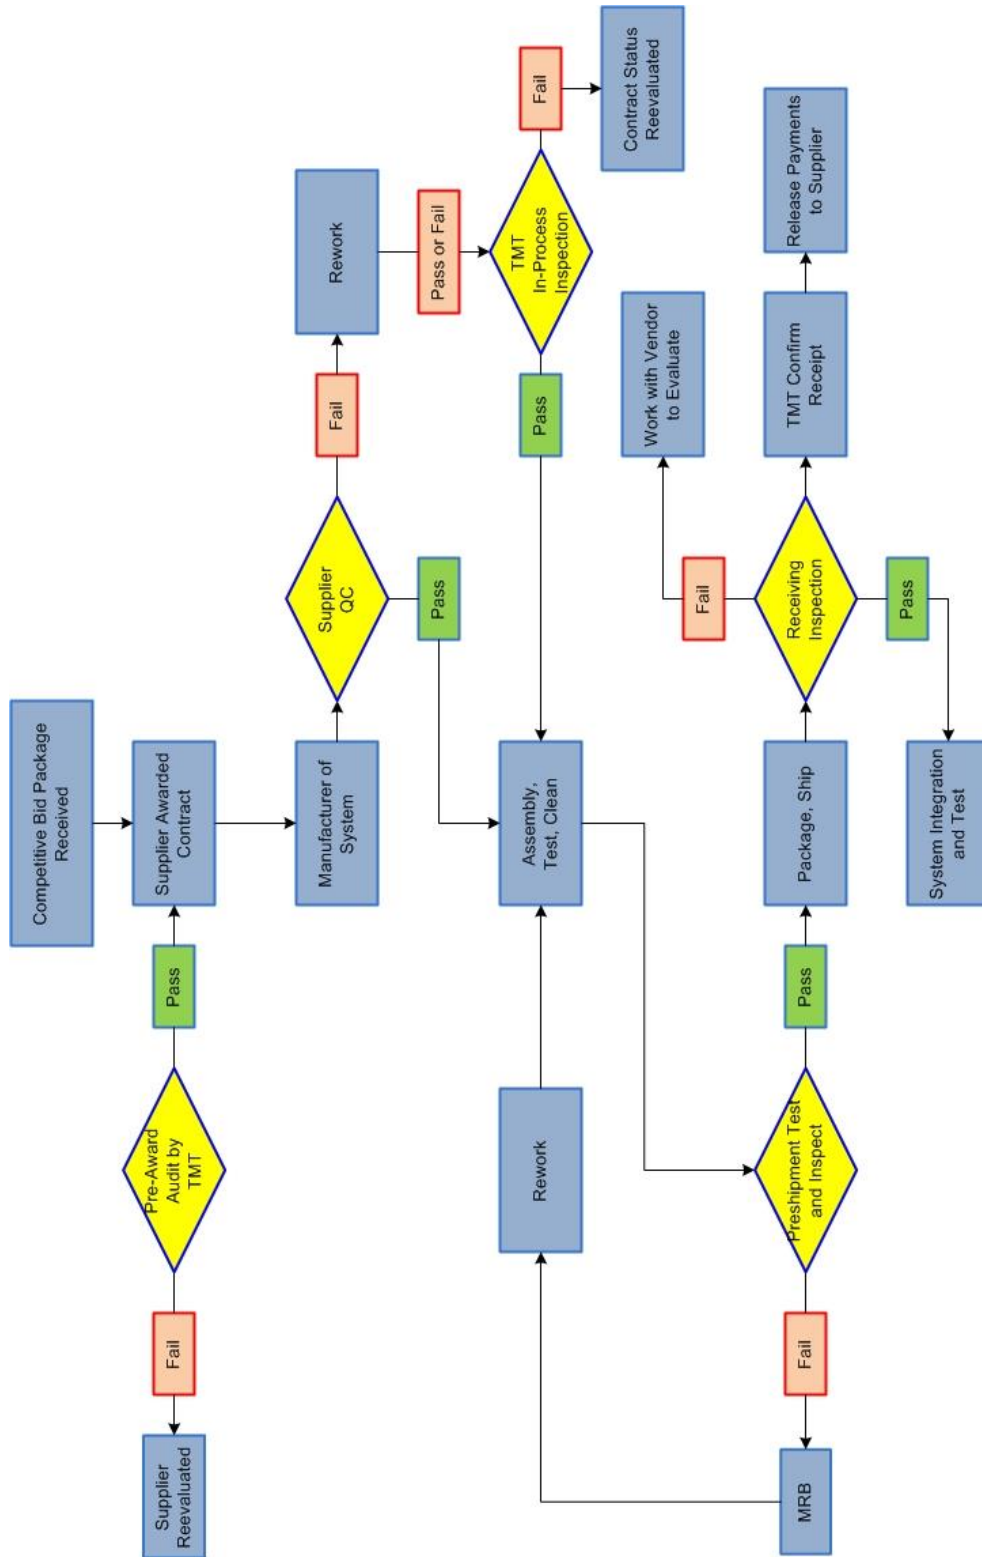 Competitive Bid Package
Received
Supplier
Reevaluated
Fail
Pre-Award
Audit by
TMT
Pass
Supplier Awarded
Contract
Manufacturer of
System
Supplier
QC
Fail
Rework
Pass
Pass or Fail
Rework
Assembly,
Test, Clean
Pass
TMT
In-Process
Inspection
Fail
Contract Status
Reevaluated
Work with Vendor
to Evaluate
Fail
MRB
Fail
Preshipment Test
and Inspect
Pass
Package, Ship
Receiving
Inspection
TMT Confirm
Receipt
Release Payments
to Supplier
Pass
System Integration
and Test